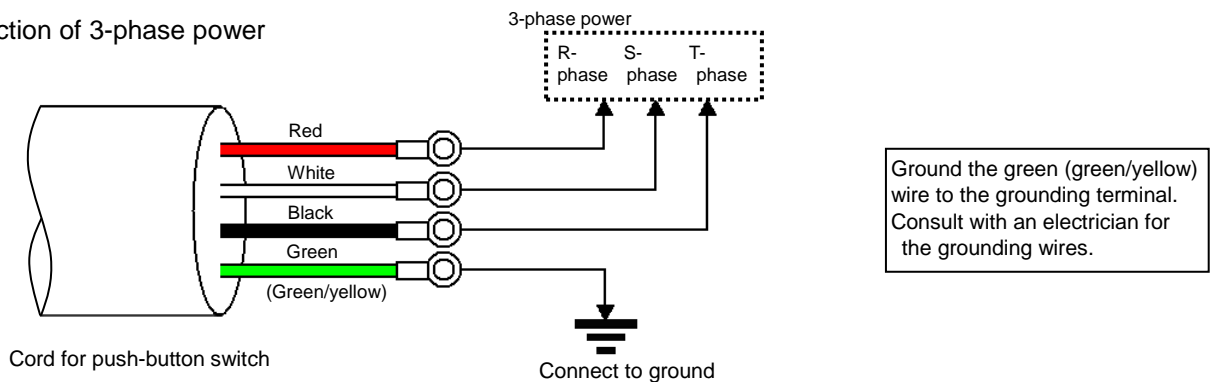 ction of 3-phase power
3-phase power
R- S- T-
phase phase phase
Red
White
Black
Green
(Green/yellow)
Cord for push-button switch
Connect to ground
Ground the green (green/yellow)
wire to the grounding terminal.
Consult with an electrician for
the grounding wires.